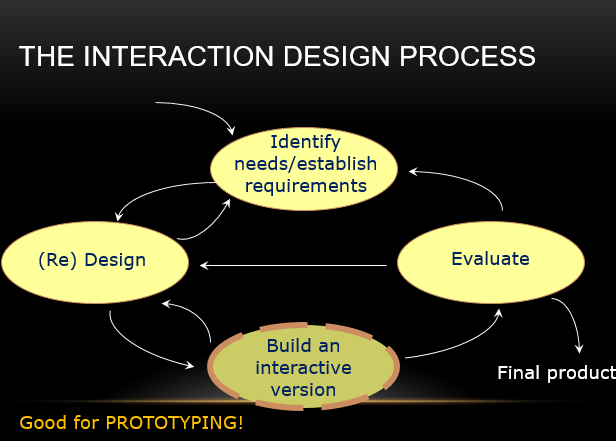 THE INTERACTION DESIGN PROCESS
Identify
needs/establish
requirements
(Re) Design
Evaluate
Build an
interactive
version
Final product
Good for PROTOTYPING!